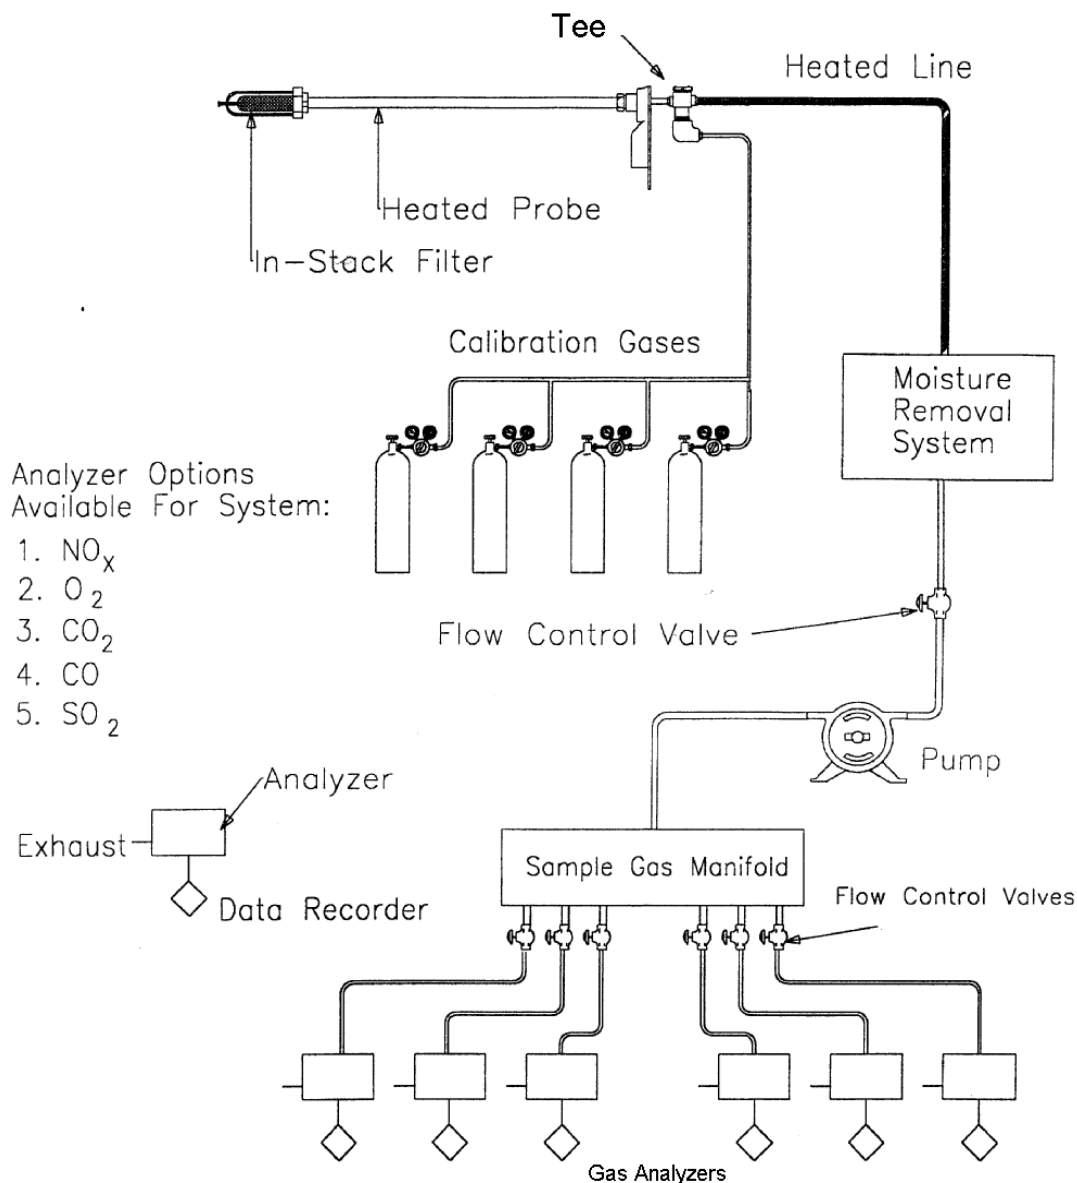 Tee
Heated Line
Heated Probe
In-Stack Filter
Calibration Gases
Moisture
Removal
System
Analyzer Options
Available For System:
1. NOX
2. O2
3. CO2
4. CO
5. SO2
Flow Control Valve
Pump
Analyzer
Exhaust
Data Recorder
Sample Gas Manifold
Flow Control Valves
Gas Analyzers